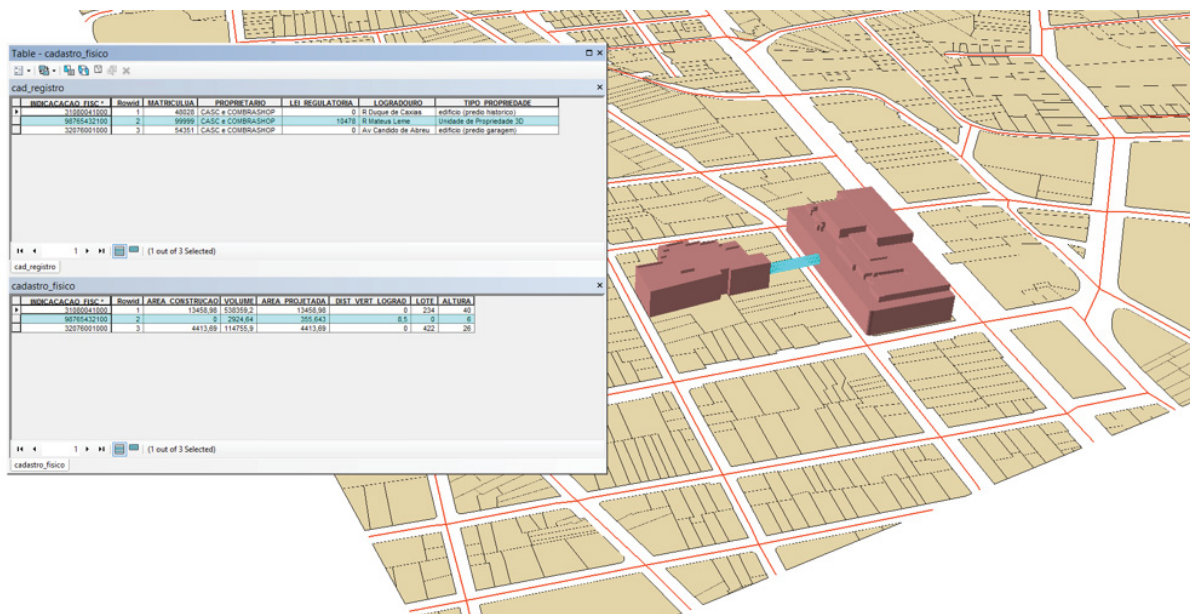 Table - cadastro_fisico
cad_registro
INDICACACAO_FISC * Rowid MATRICULUA PROPRIETARIO LEI_REGULATORIA LOGRADOURO TIPO_PROPRIEDADE
31080041000 1 48028 CASC e COMBRASHOP 0 R Duque de Caxias edificio (predio historico)
98765432100 2 99999 CASC e COMBRASHOP 10478 R Mateus Leme Unidade de Propriedade 3D
32076001000 3 54351 CASC e COMBRASHOP 0 Av Candido de Abreu edificio (predio garagem)
1 (1 out of 3 Selected)
cad_registro
cadastro_fisico
INDICACACAO_FISC * Rowid AREA_CONSTRUCAO VOLUME AREA_PROJETADA DIST_VERT_LOGRAD LOTE ALTURA
31080041000 1 13458,98 538359,2 13458,98 0 234 40
98765432100 2 0 2924,64 355,643 8,5 0 6
32076001000 3 4413,69 114755,9 4413,69 0 422 26
1 (1 out of 3 Selected)
cadastro_fisico